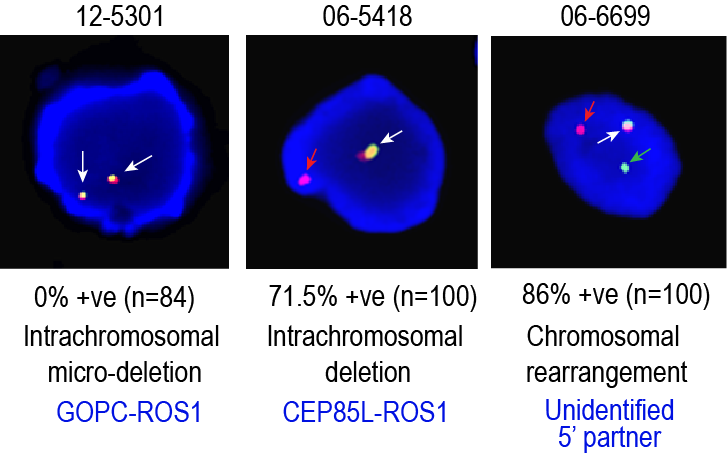 12-5301
06-5418
06-6699
0% +ve (n=84)
Intrachromosomal
micro-deletion
GOPC-ROS1
71.5% +ve (n=100)
Intrachromosomal
deletion
CEP85L-ROS1
86% +ve (n=100)
Chromosomal
rearrangement
Unidentified
5’ partner